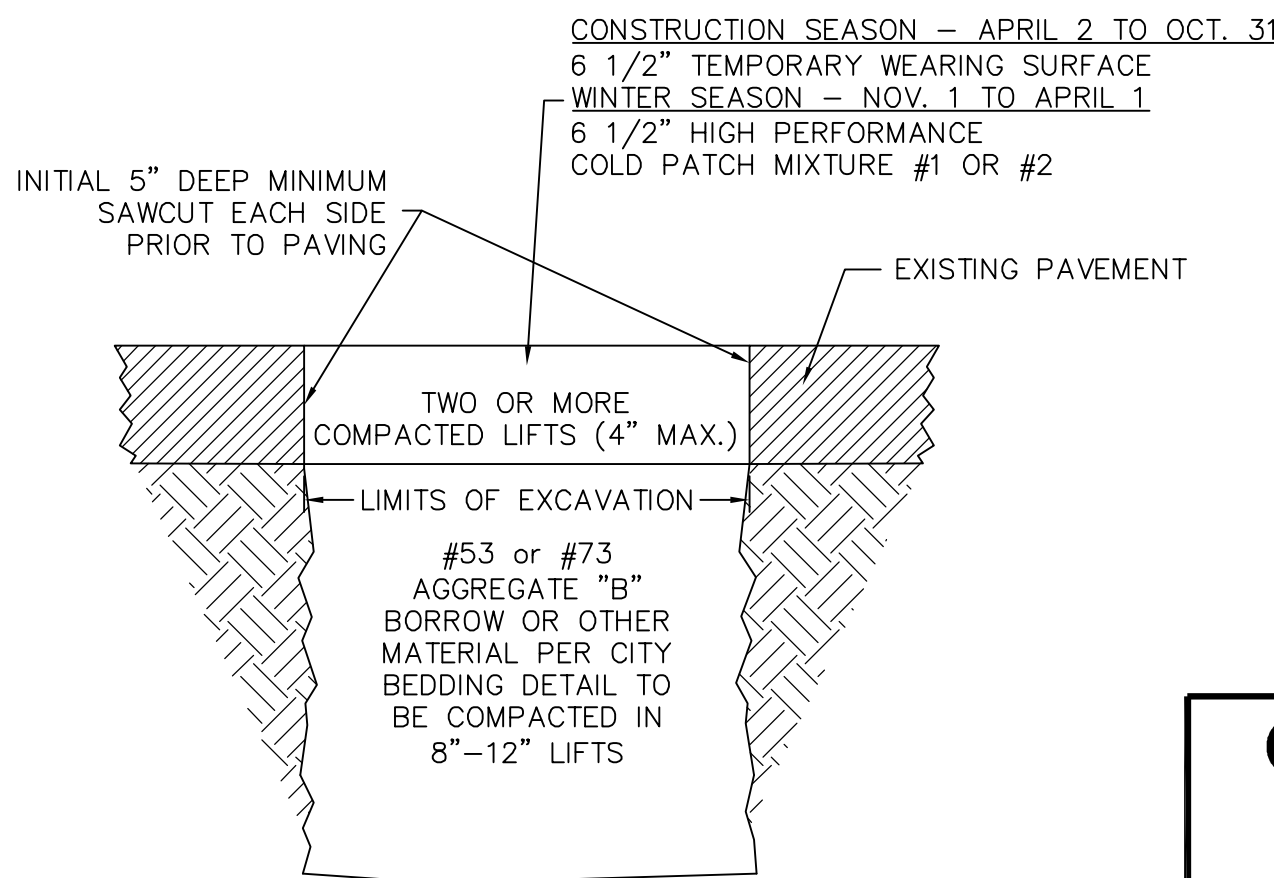 CONSTRUCTION SEASON – APRIL 2 TO OCT. 31
6 1/2" TEMPORARY WEARING SURFACE
WINTER SEASON – NOV. 1 TO APRIL 1
6 1/2" HIGH PERFORMANCE
COLD PATCH MIXTURE #1 OR #2
INITIAL 5" DEEP MINIMUM
SAWCUT EACH SIDE
PRIOR TO PAVING
EXISTING PAVEMENT
TWO OR MORE
COMPACTED LIFTS (4" MAX.)
LIMITS OF EXCAVATION
#53 or #73
AGGREGATE "B"
BORROW OR OTHER
MATERIAL PER CITY
BEDDING DETAIL TO
BE COMPACTED IN
8"–12" LIFTS